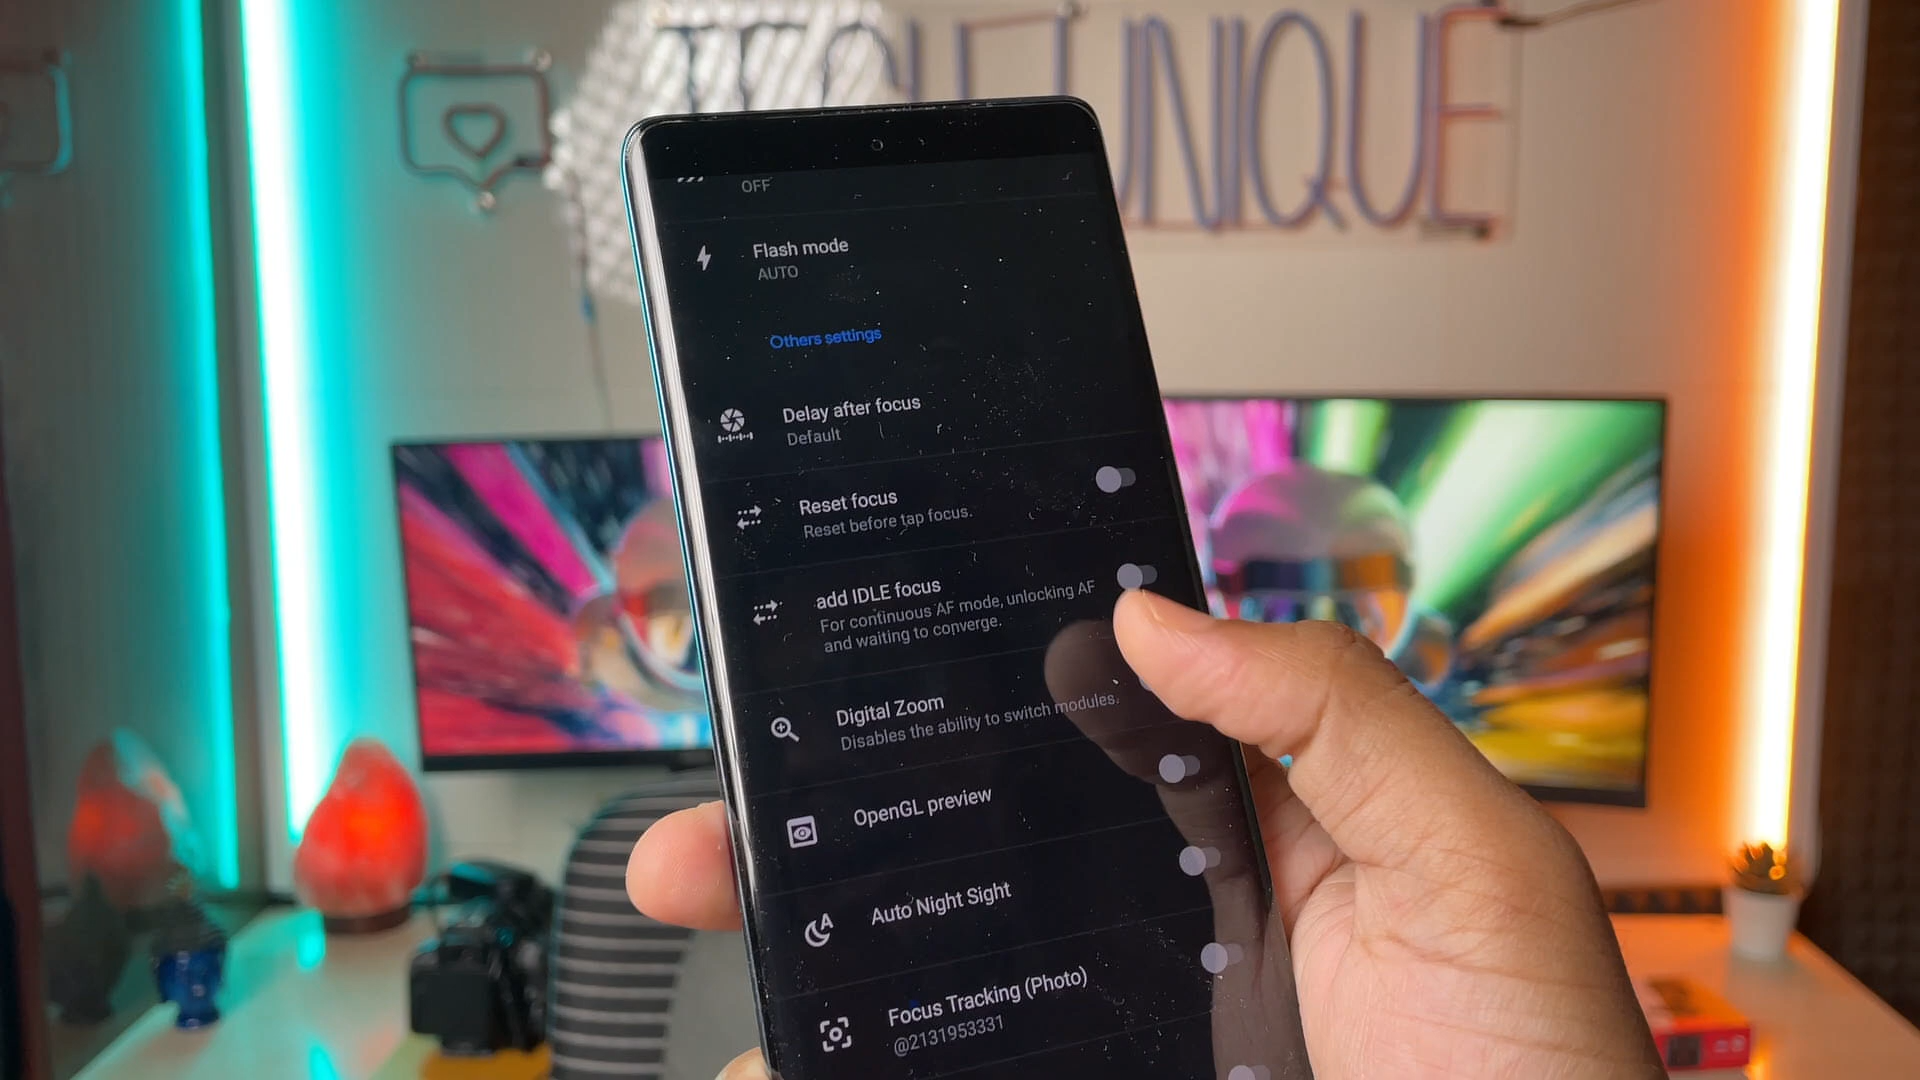 TECH UNIQUE
OFF
Flash mode
AUTO
Others settings
Delay after focus
Default
Reset focus
Reset before tap focus.
add IDLE focus
For continuous AF mode, unlocking AF
and waiting to converge.
Digital Zoom
Disables the ability to switch modules.
OpenGL preview
Auto Night Sight
Focus Tracking (Photo)
@2131953331